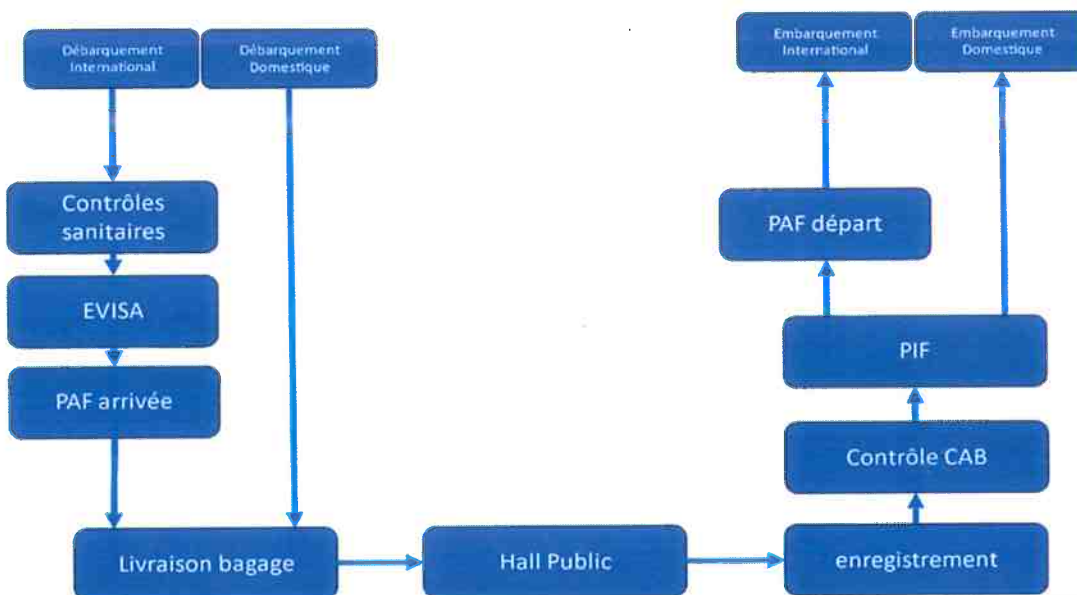 Débarquement
International
Débarquement
Domestique
Embarquement
International
Embarquement
Domestique
Contrôles
sanitaires
PAF départ
EVISA
PIF
PAF arrivée
Contrôle CAB
Livraison bagage
Hall Public
enregistrement